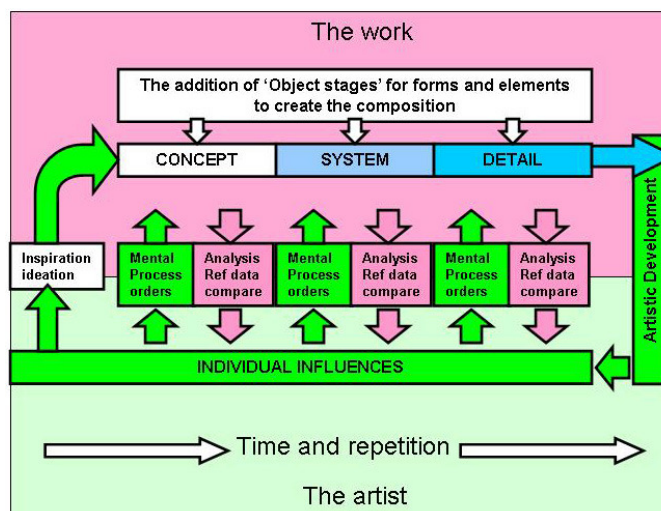 The work
The addition of ‘Object stages’ for forms and elements
to create the composition
CONCEPT
SYSTEM
DETAIL
Inspiration
ideation
Mental
Process
orders
Analysis
Ref data
compare
Mental
Process
orders
Analysis
Ref data
compare
Mental
Process
orders
Analysis
Ref data
compare
Artistic Development
INDIVIDUAL INFLUENCES
Time and repetition
The artist